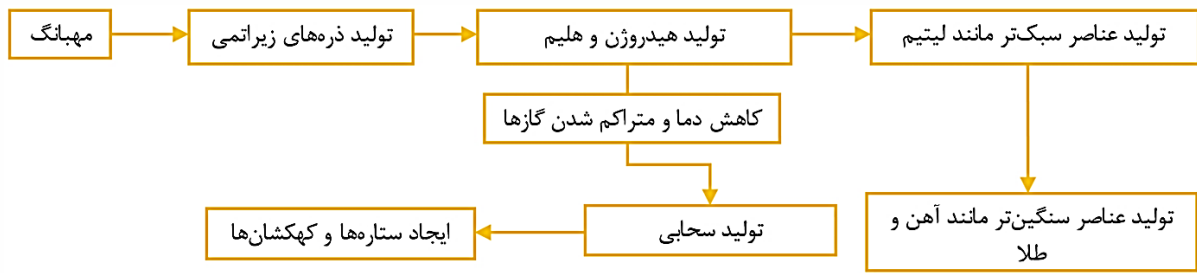 مهبانگ
تولید ذره‌های زیراتمی
تولید هیدروژن و هلیم
تولید عناصر سبک‌تر مانند لیتیم
کاهش دما و متراکم شدن گازها
تولید سحابی
ایجاد ستاره‌ها و کهکشان‌ها
تولید عناصر سنگین‌تر مانند آهن و
طلا